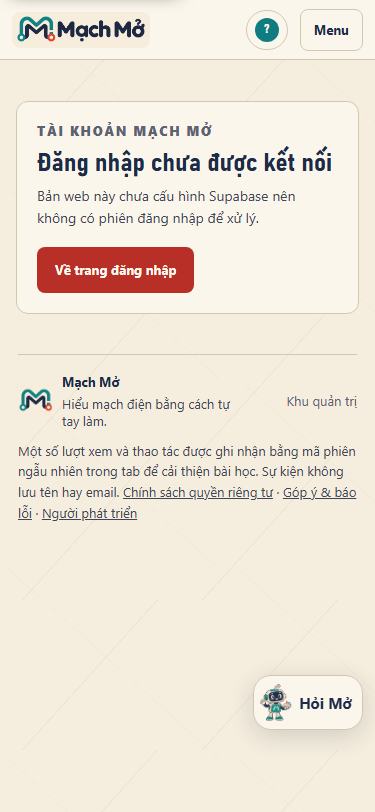 Mạch Mở
?
Menu
TÀI KHOẢN MẠCH MỞ
Đăng nhập chưa được kết nối
Bản web này chưa cấu hình Supabase nên
không có phiên đăng nhập để xử lý.
Về trang đăng nhập
Mạch Mở
Hiểu mạch điện bằng cách tự
tay làm.
Khu quản trị
Một số lượt xem và thao tác được ghi nhận bằng mã phiên
ngẫu nhiên trong tab để cải thiện bài học. Sự kiện không
lưu tên hay email. Chính sách quyền riêng tư · Góp ý & báo
lỗi · Người phát triển
Hỏi Mở